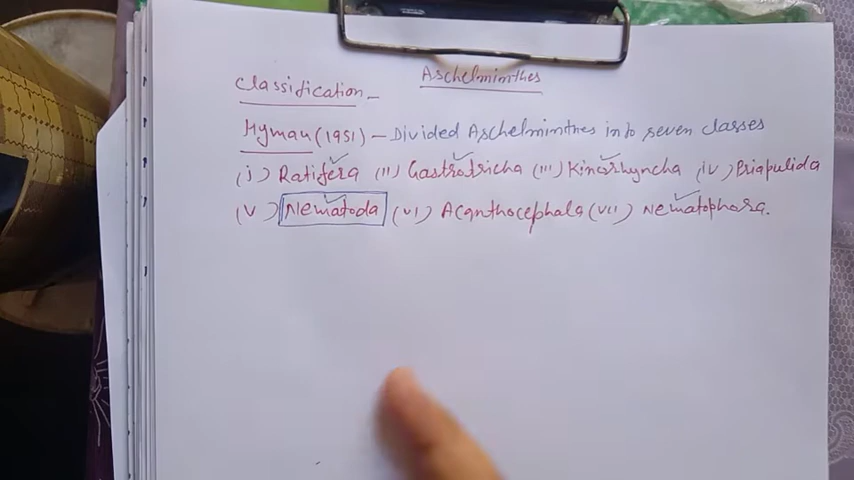 Aschelminthes
Classification -
Hyman (1951) - Divided Aschelminthes into seven classes
(i) Ratifera (ii) Gastrotricha (iii) Kinorhyncha (iv) Priapulida
(v) Nematoda (vi) Acanthocephala (vii) Nematophora.